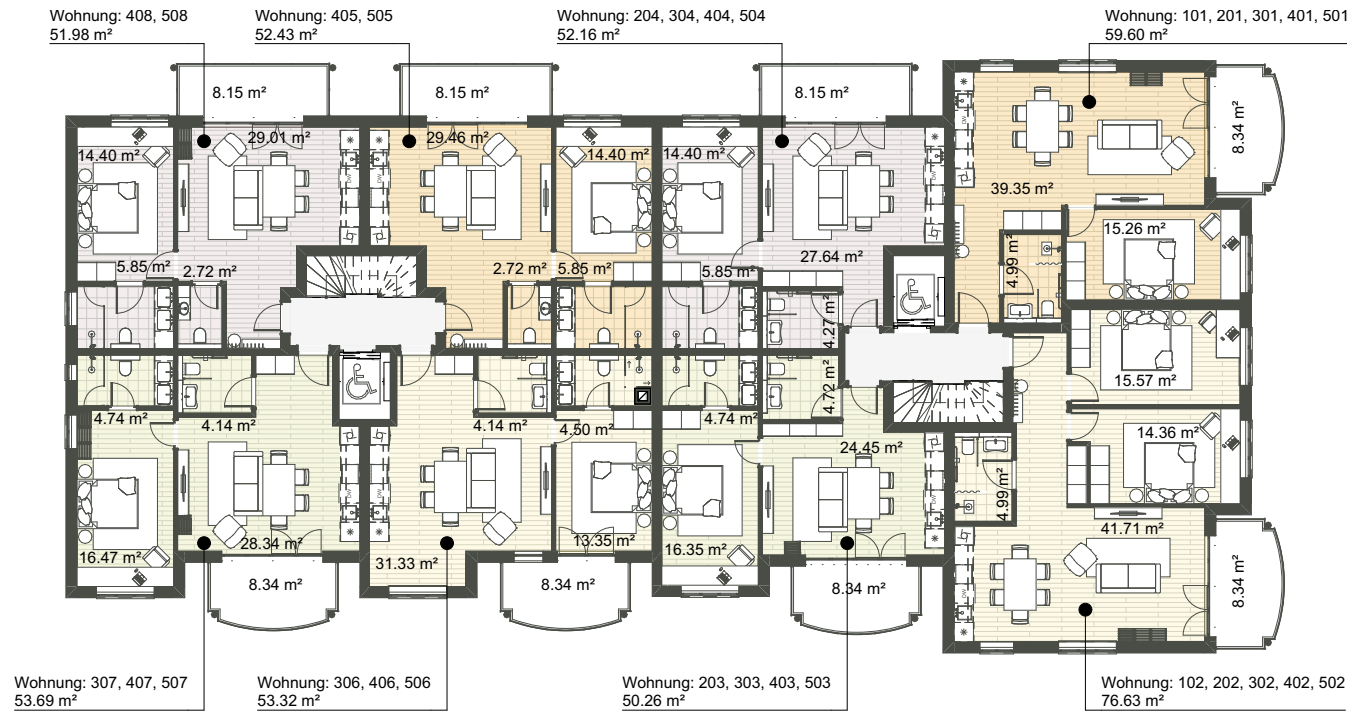 Wohnung: 408, 508
51.98 m²
Wohnung: 405, 505
52.43 m²
Wohnung: 204, 304, 404, 504
52.16 m²
Wohnung: 101, 201, 301, 401, 501
59.60 m²
8.15 m²
8.15 m²
8.15 m²
8.34 m²
14.40 m²
29.01 m²
29.46 m²
14.40 m²
14.40 m²
39.35 m²
DW
DW
DW
DW
5.85 m²
2.72 m²
2.72 m²
5.85 m²
5.85 m²
27.64 m²
4.99 m²
15.26 m²
4.27 m²
15.57 m²
4.72 m²
4.74 m²
4.14 m²
4.14 m²
4.50 m²
4.74 m²
24.45 m²
14.36 m²
4.99 m²
DW
DW
DW
DW
16.47 m²
28.34 m²
31.33 m²
13.35 m²
16.35 m²
41.71 m²
8.34 m²
8.34 m²
8.34 m²
8.34 m²
Wohnung: 307, 407, 507
53.69 m²
Wohnung: 306, 406, 506
53.32 m²
Wohnung: 203, 303, 403, 503
50.26 m²
Wohnung: 102, 202, 302, 402, 502
76.63 m²